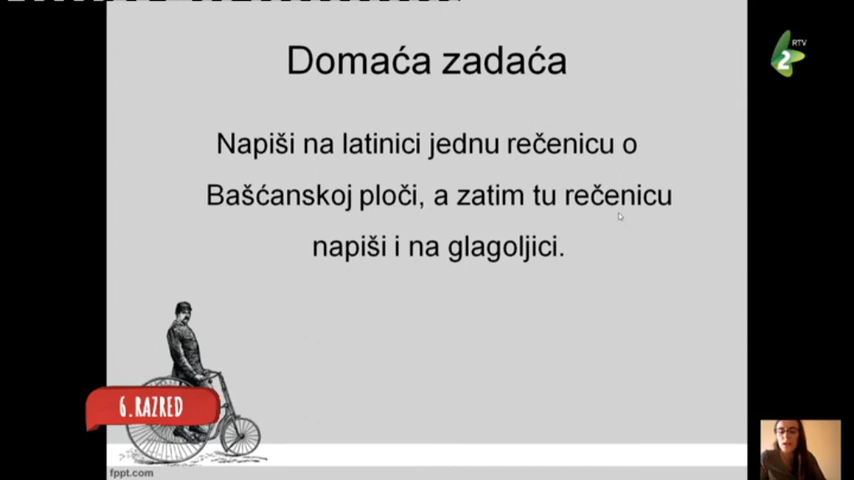 Domaća zadaća
RTV
2
Napiši na latinici jednu rečenicu o
Bašćanskoj ploči, a zatim tu rečenicu
napiši i na glagoljici.
6.RAZRED
fppt.com